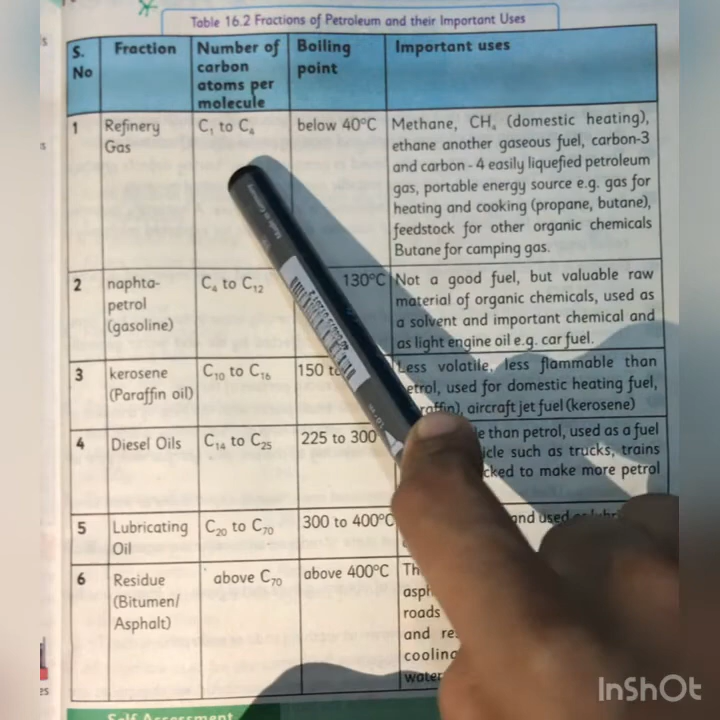 Table 16.2 Fractions of Petroleum and their Important Uses
S. No Fraction Number of carbon atoms per molecule Boiling point Important uses
1 Refinery Gas C₁ to C₄ below 40°C Methane, CH₄ (domestic heating),
ethane another gaseous fuel, carbon-3
and carbon - 4 easily liquefied petroleum
gas, portable energy source e.g. gas for
heating and cooking (propane, butane),
feedstock for other organic chemicals
Butane for camping gas.
2 naphta-petrol (gasoline) C₄ to C₁₂ 130°C Not a good fuel, but valuable raw
material of organic chemicals, used as
a solvent and important chemical and
as light engine oil e.g. car fuel.
3 kerosene (Paraffin oil) C₁₀ to C₁₆ 150 Less volatile, less flammable than
used for domestic heating fuel,
aircraft jet fuel (kerosene)
4 Diesel Oils C₁₄ to C₂₅ 225 to 300 than petrol, used as a fuel
such as trucks, trains
to make more petrol
5 Lubricating Oil C₂₀ to C₇₀ 300 to 400°C and used
6 Residue (Bitumen/ Asphalt) above C₇₀ above 400°C
roads
and
water
Self Assessment
InShOt